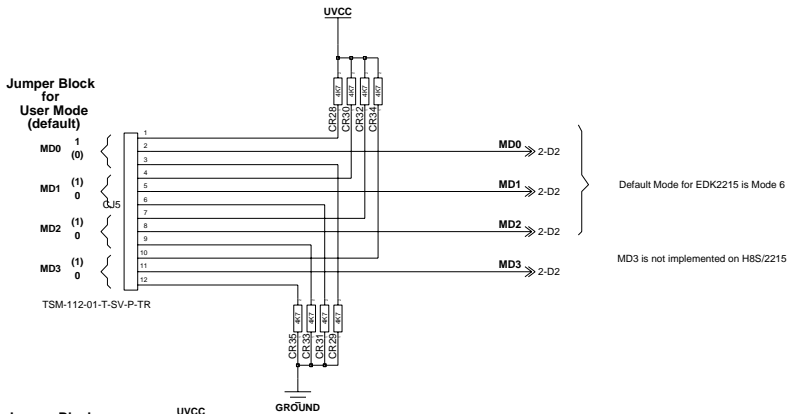 UVCC
Jumper Block
for
User Mode
(default)
4K7 4K7 4K7 4K7
CR28 CR30 CR32 CR34
MD0 1
(0)
MD1 (1)
0
MD2 (1)
0
MD3 (1)
0
CJ5
1
2
3
4
5
6
7
8
9
10
11
12
MD0 2-D2
MD1 2-D2
MD2 2-D2
MD3 2-D2
Default Mode for EDK2215 is Mode 6
MD3 is not implemented on H8S/2215
TSM-112-01-T-SV-P-TR
4K7 4K7 4K7 4K7
CR35 CR33 CR31 CR29
GROUND
UVCC